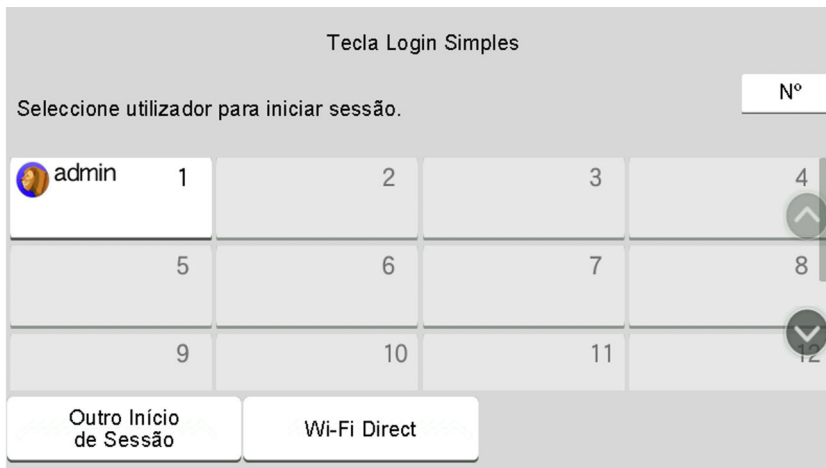 Tecla Login Simples
Nº
Seleccione utilizador para iniciar sessão.
admin 1 2 3 4
5 6 7 8
9 10 11 12
Outro Início
de Sessão
Wi-Fi Direct